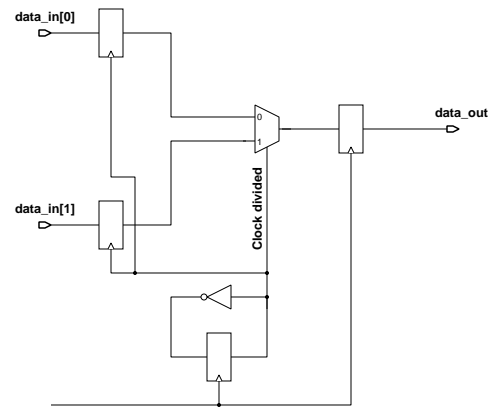 data_in[0]
0
data_out
1
Clock divided
data_in[1]